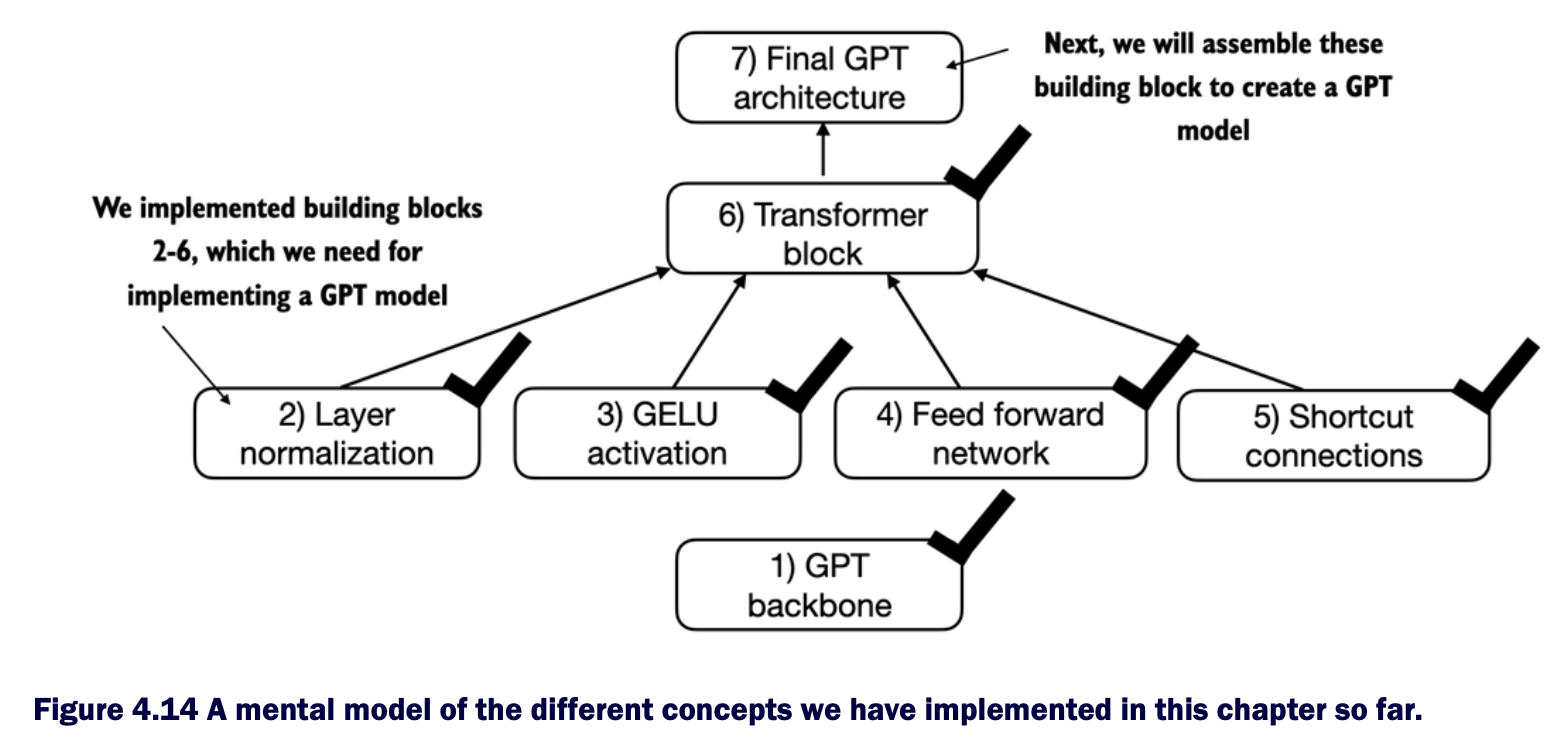 7) Final GPT
architecture
Next, we will assemble these
building block to create a GPT
model
We implemented building blocks
2-6, which we need for
implementing a GPT model
6) Transformer
block
2) Layer
normalization
3) GELU
activation
4) Feed forward
network
5) Shortcut
connections
1) GPT
backbone
Figure 4.14 A mental model of the different concepts we have implemented in this chapter so far.